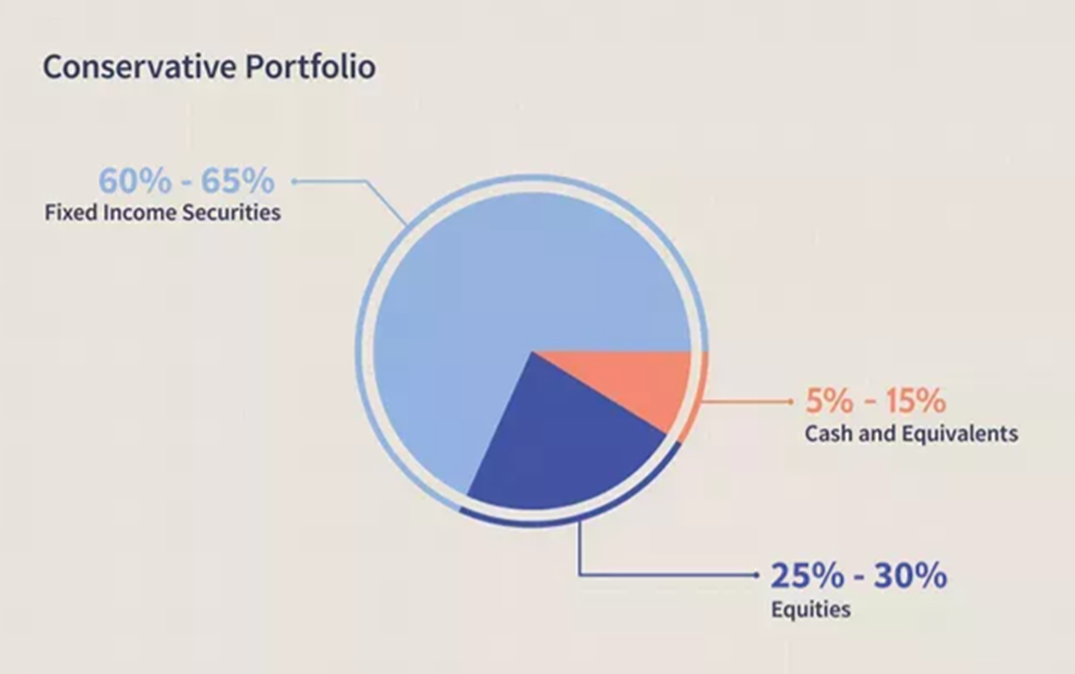 Conservative Portfolio
60% - 65%
Fixed Income Securities
5% - 15%
Cash and Equivalents
25% - 30%
Equities